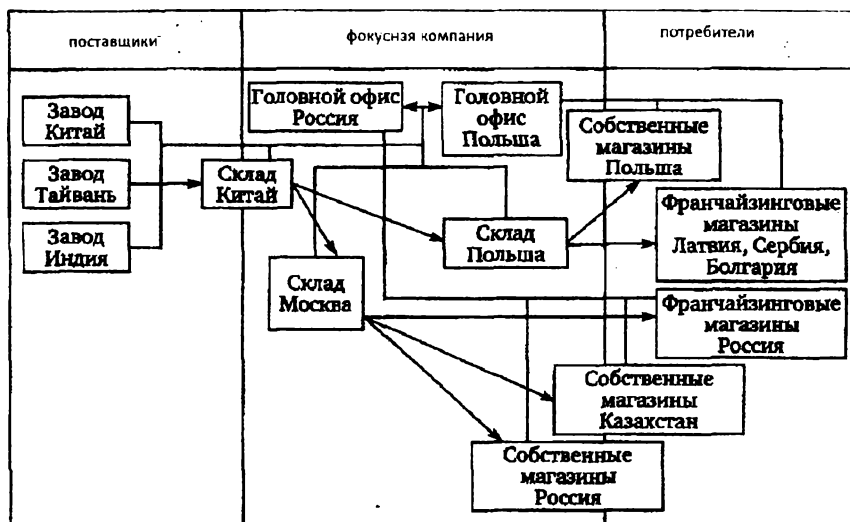 поставщики
фокусная компания
потребители
Головной офис
Россия
Головной
офис
Польша
Завод
Китай
Собственные
магазины
Польша
Завод
Тайвань
Склад
Китай
Франчайзинговые
магазины
Латвия, Сербия,
Болгария
Завод
Индия
Склад
Польша
Склад
Москва
Франчайзинговые
магазины
Россия
Собственные
магазины
Казахстан
Собственные
магазины
Россия